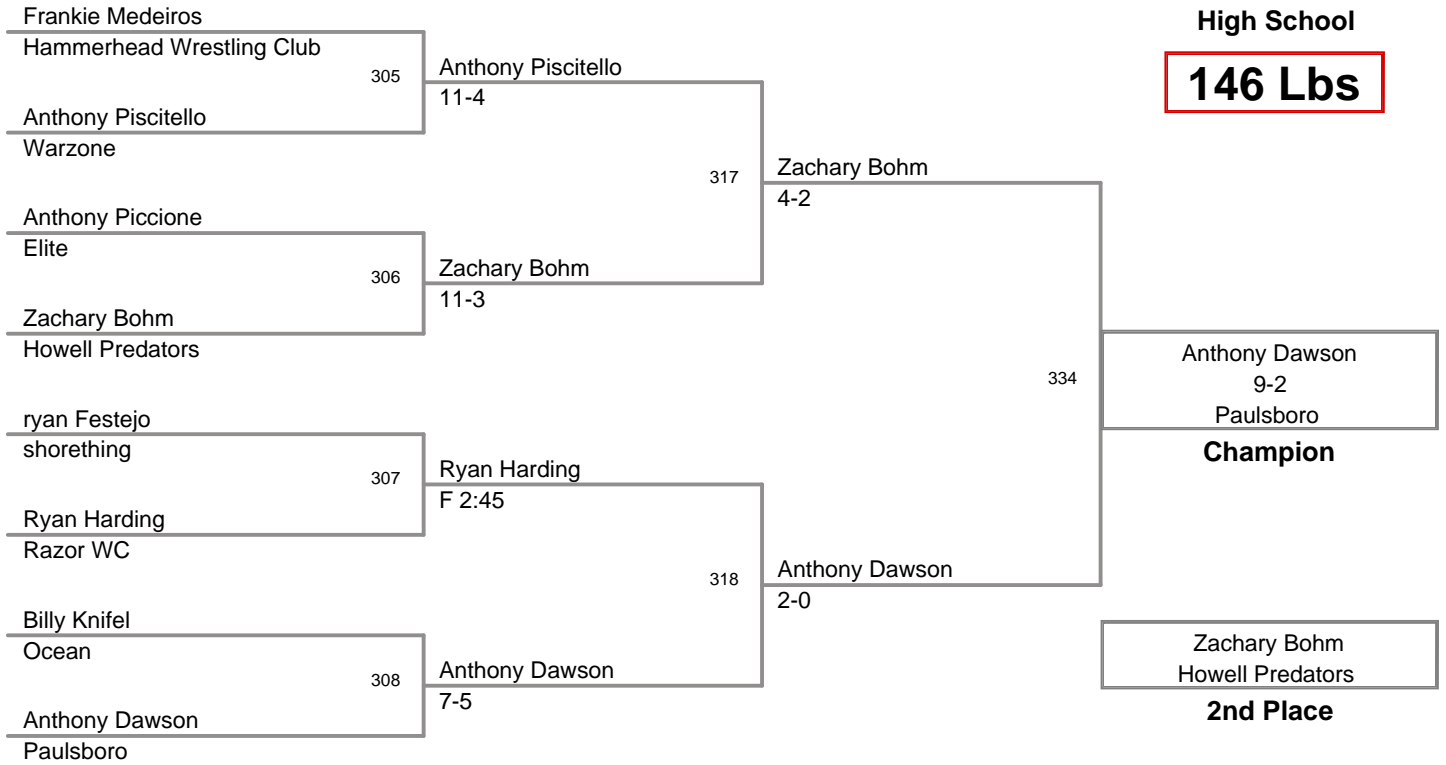 Frankie Medeiros
Hammerhead Wrestling Club
305
Anthony Piscitello
Warzone
Anthony Piccione
Elite
306
Zachary Bohm
Howell Predators
ryan Festejo
shorething
307
Ryan Harding
Razor WC
Billy Knifel
Ocean
308
Anthony Dawson
Paulsboro
Anthony Piscitello
11-4
317
Zachary Bohm
11-3
Ryan Harding
F 2:45
318
Anthony Dawson
7-5
Zachary Bohm
4-2
334
Anthony Dawson
2-0
High School
146 Lbs
Anthony Dawson
9-2
Paulsboro
Champion
Zachary Bohm
Howell Predators
2nd Place